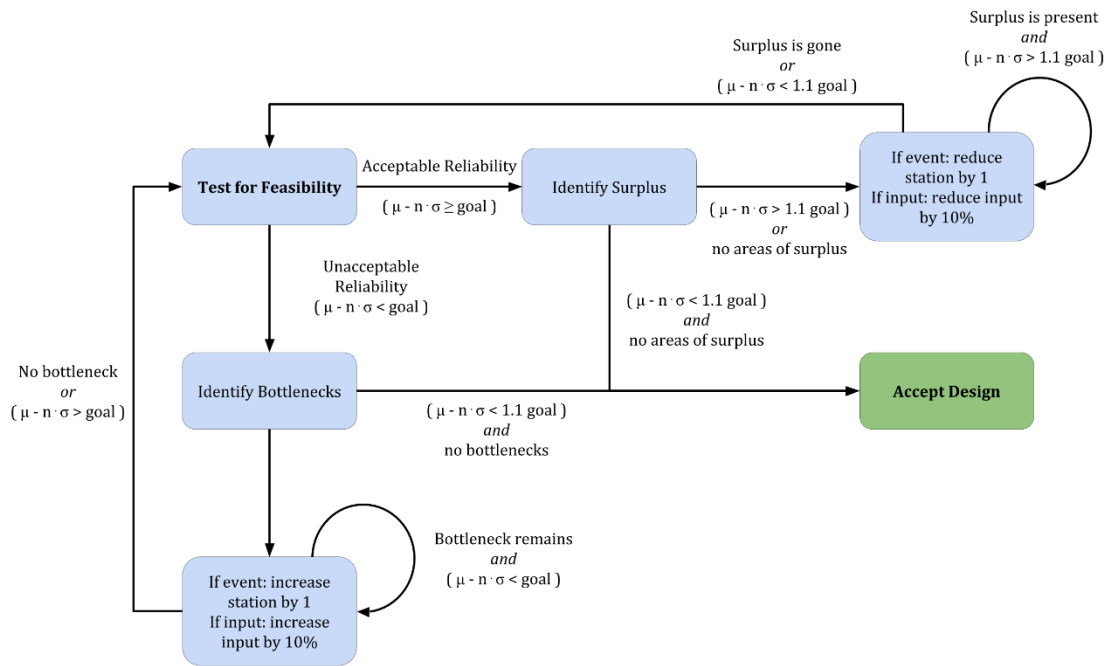 Surplus is gone
or
( μ - n · σ < 1.1 goal )
Surplus is present
and
( μ - n · σ > 1.1 goal )
Test for Feasibility
Acceptable Reliability
( μ - n · σ ≥ goal )
Identify Surplus
( μ - n · σ > 1.1 goal )
or
no areas of surplus
If event: reduce
station by 1
If input: reduce input
by 10%
Unacceptable
Reliability
( μ - n · σ < goal )
( μ - n · σ < 1.1 goal )
and
no areas of surplus
No bottleneck
or
( μ - n · σ > goal )
Identify Bottlenecks
( μ - n · σ < 1.1 goal )
and
no bottlenecks
Accept Design
If event: increase
station by 1
If input: increase
input by 10%
Bottleneck remains
and
( μ - n · σ < goal )